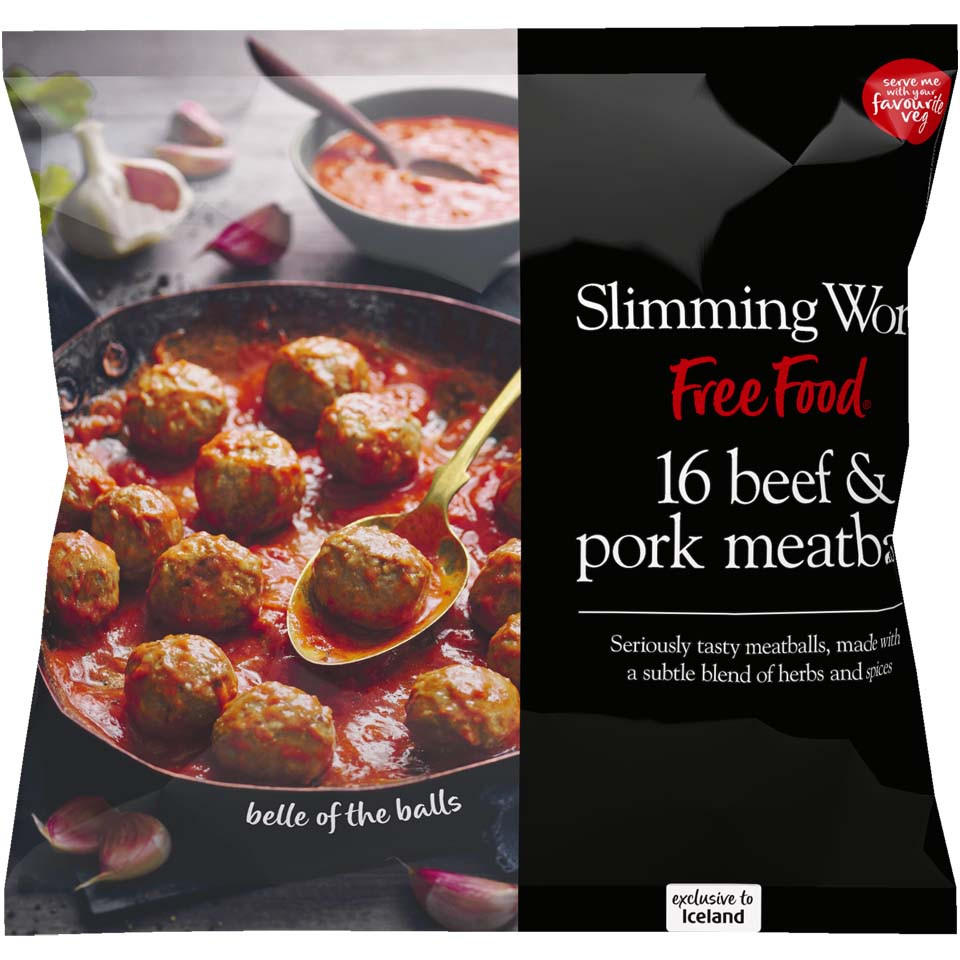 serve me
with your
favourite
veg
Slimming Wor
Free Food®
16 beef &
pork meatba
Seriously tasty meatballs, made with
a subtle blend of herbs and spices
belle of the balls
exclusive to
Iceland